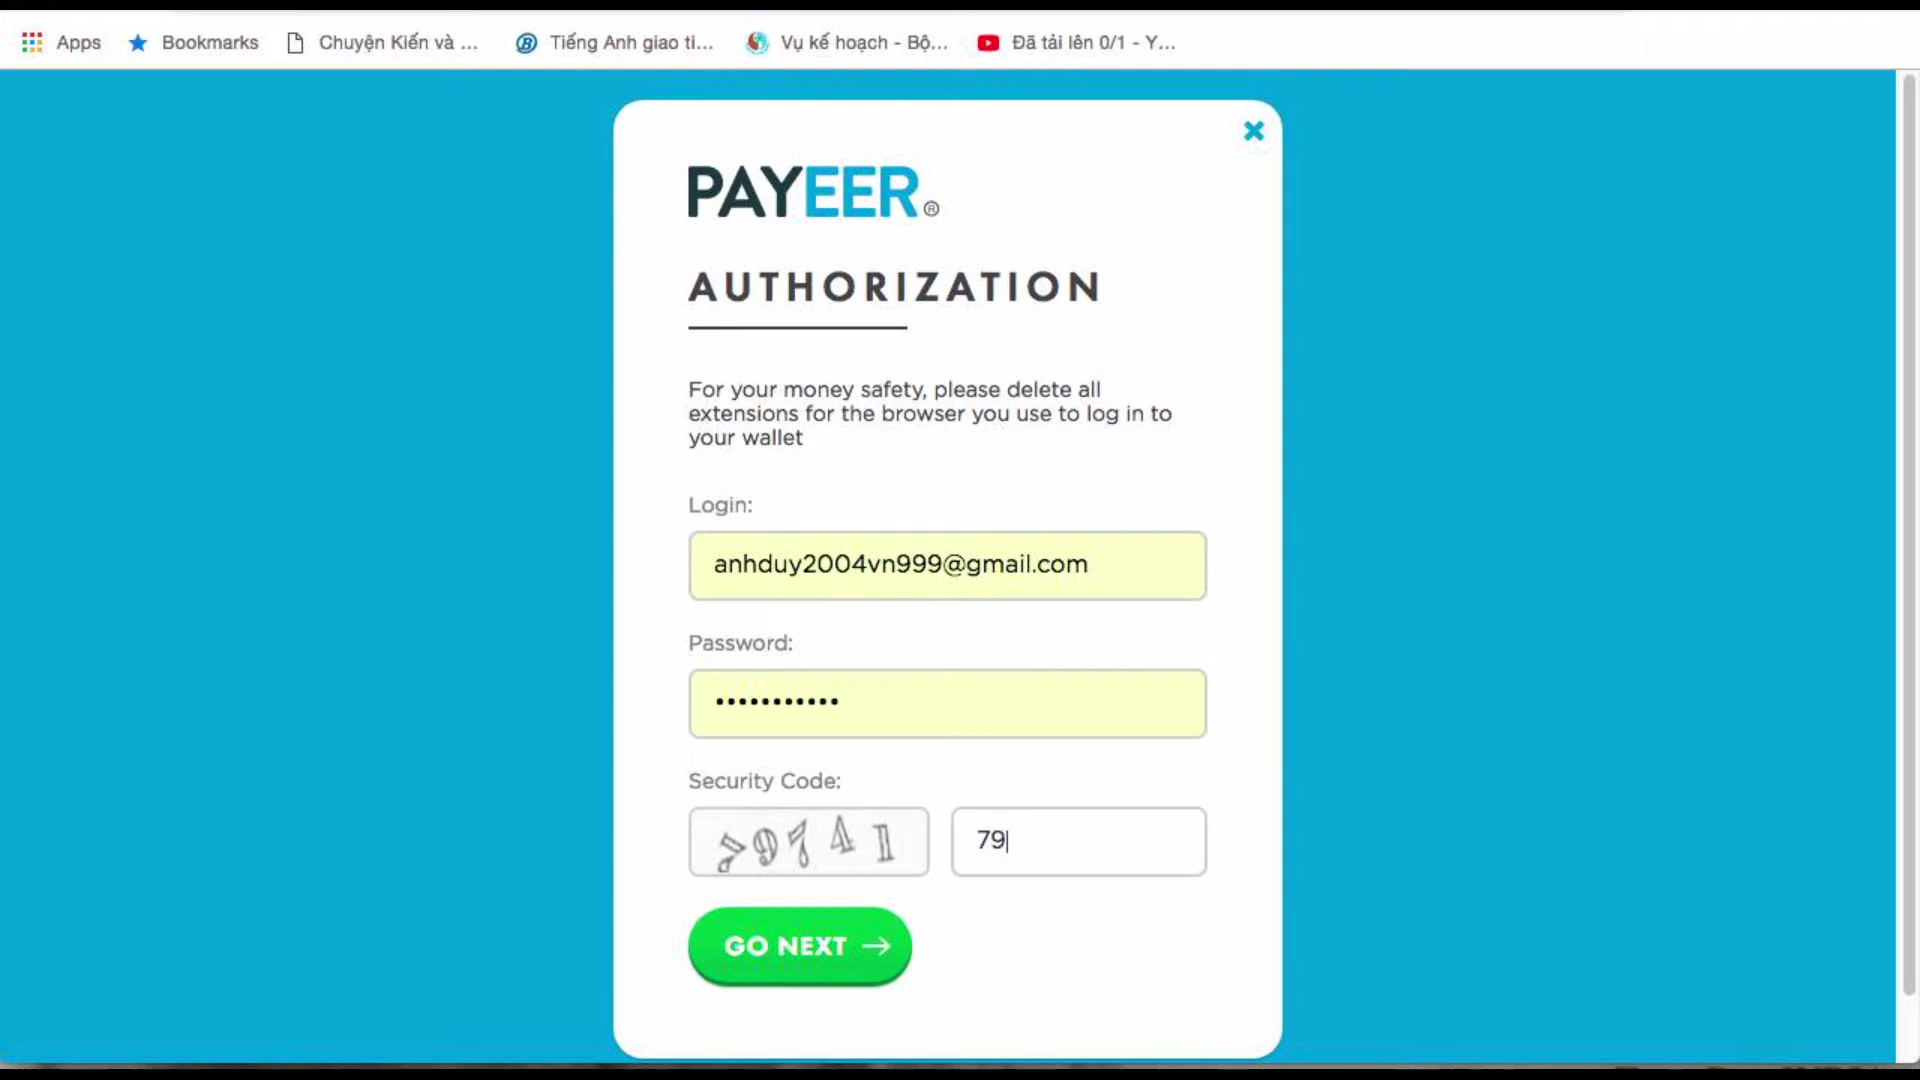 Apps Bookmarks Chuyện Kiến và ... Tiếng Anh giao ti... Vụ kế hoạch - Bộ... Đã tải lên 0/1 - Y...
PAYEER®
AUTHORIZATION
For your money safety, please delete all
extensions for the browser you use to log in to
your wallet
Login:
anhduy2004vn999@gmail.com
Password:
•••••••••••
Security Code:
79741 79
GO NEXT →